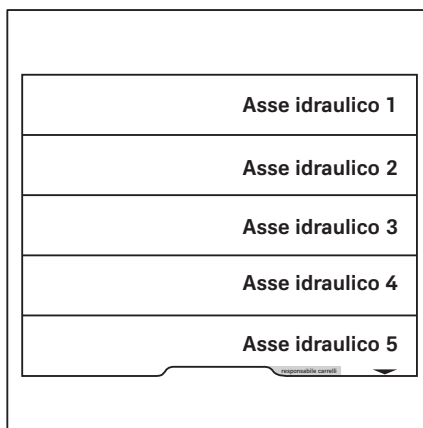 Asse idraulico 1
Asse idraulico 2
Asse idraulico 3
Asse idraulico 4
Asse idraulico 5
responsabile carrelli